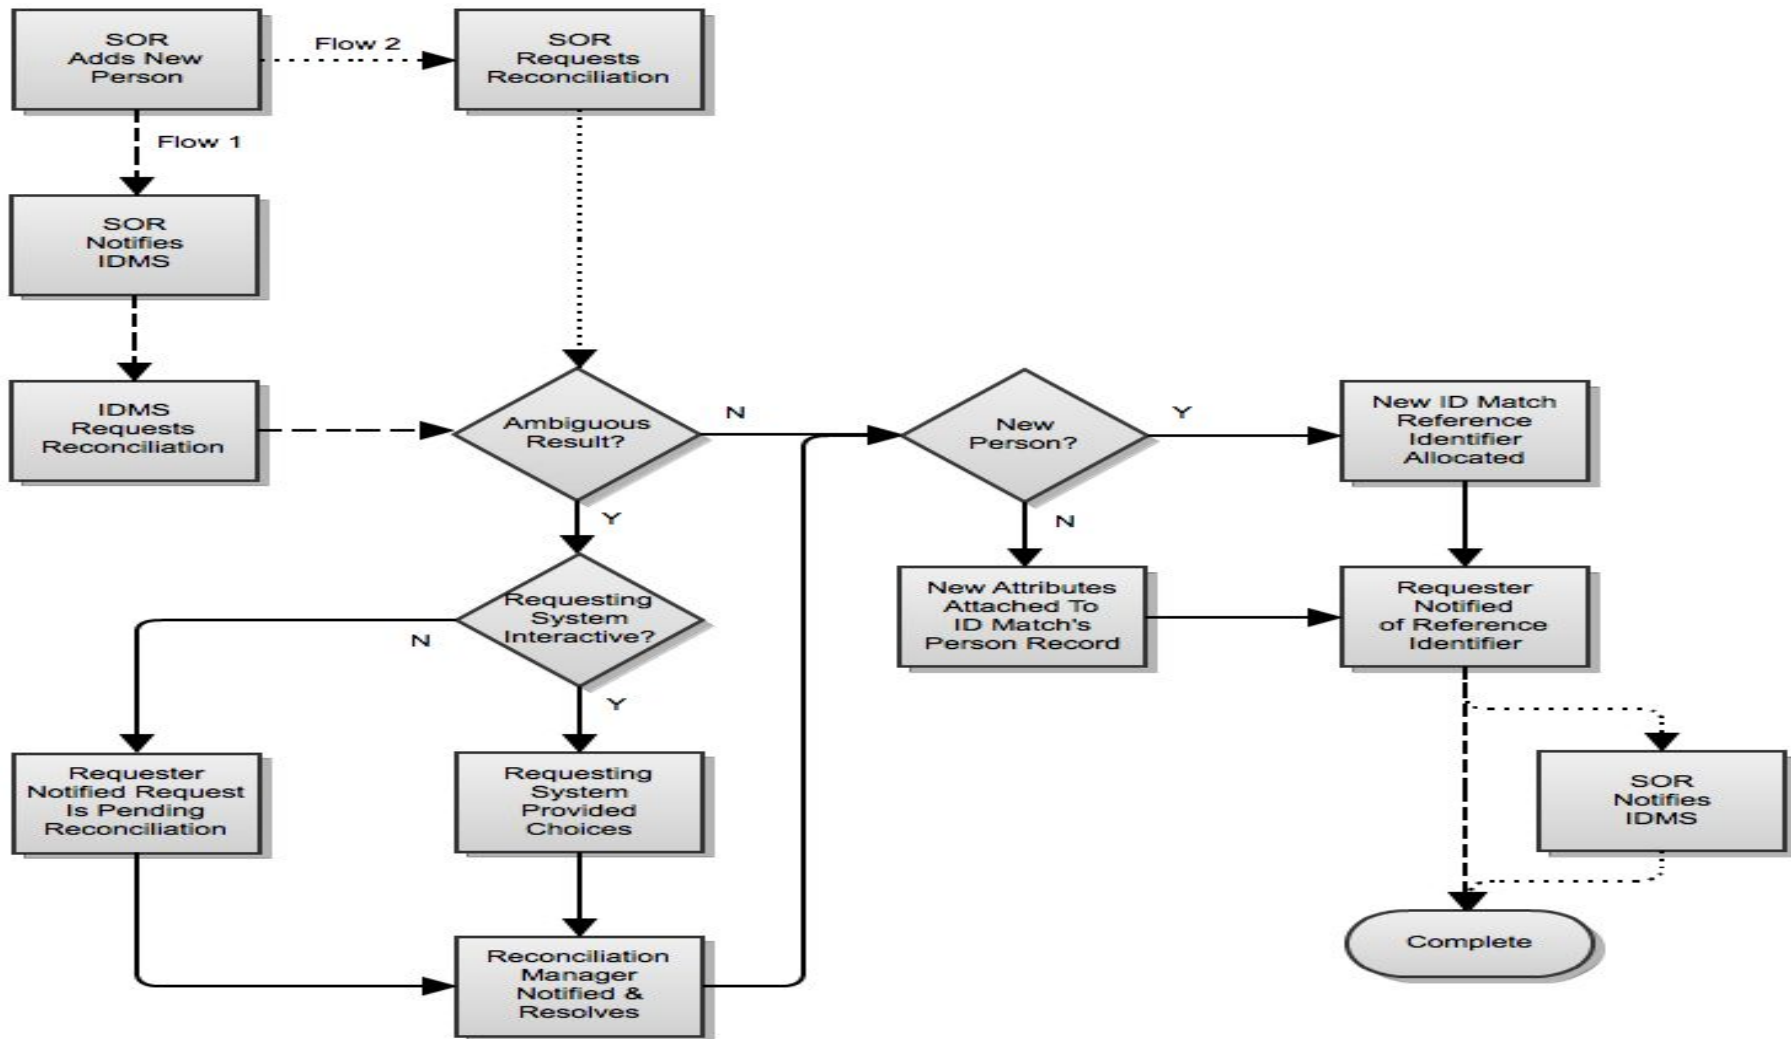 SOR
Adds New
Person
Flow 2
SOR
Requests
Reconciliation
Flow 1
SOR
Notifies
IDMS
IDMS
Requests
Reconciliation
Ambiguous
Result?
N
New
Person?
Y
New ID Match
Reference
Identifier
Allocated
Y
N
Requesting
System
Interactive?
N
Y
New Attributes
Attached To
ID Match's
Person Record
Requester
Notified
of Reference
Identifier
Requester
Notified Request
Is Pending
Reconciliation
Requesting
System
Provided
Choices
SOR
Notifies
IDMS
Reconciliation
Manager
Notified &
Resolves
Complete